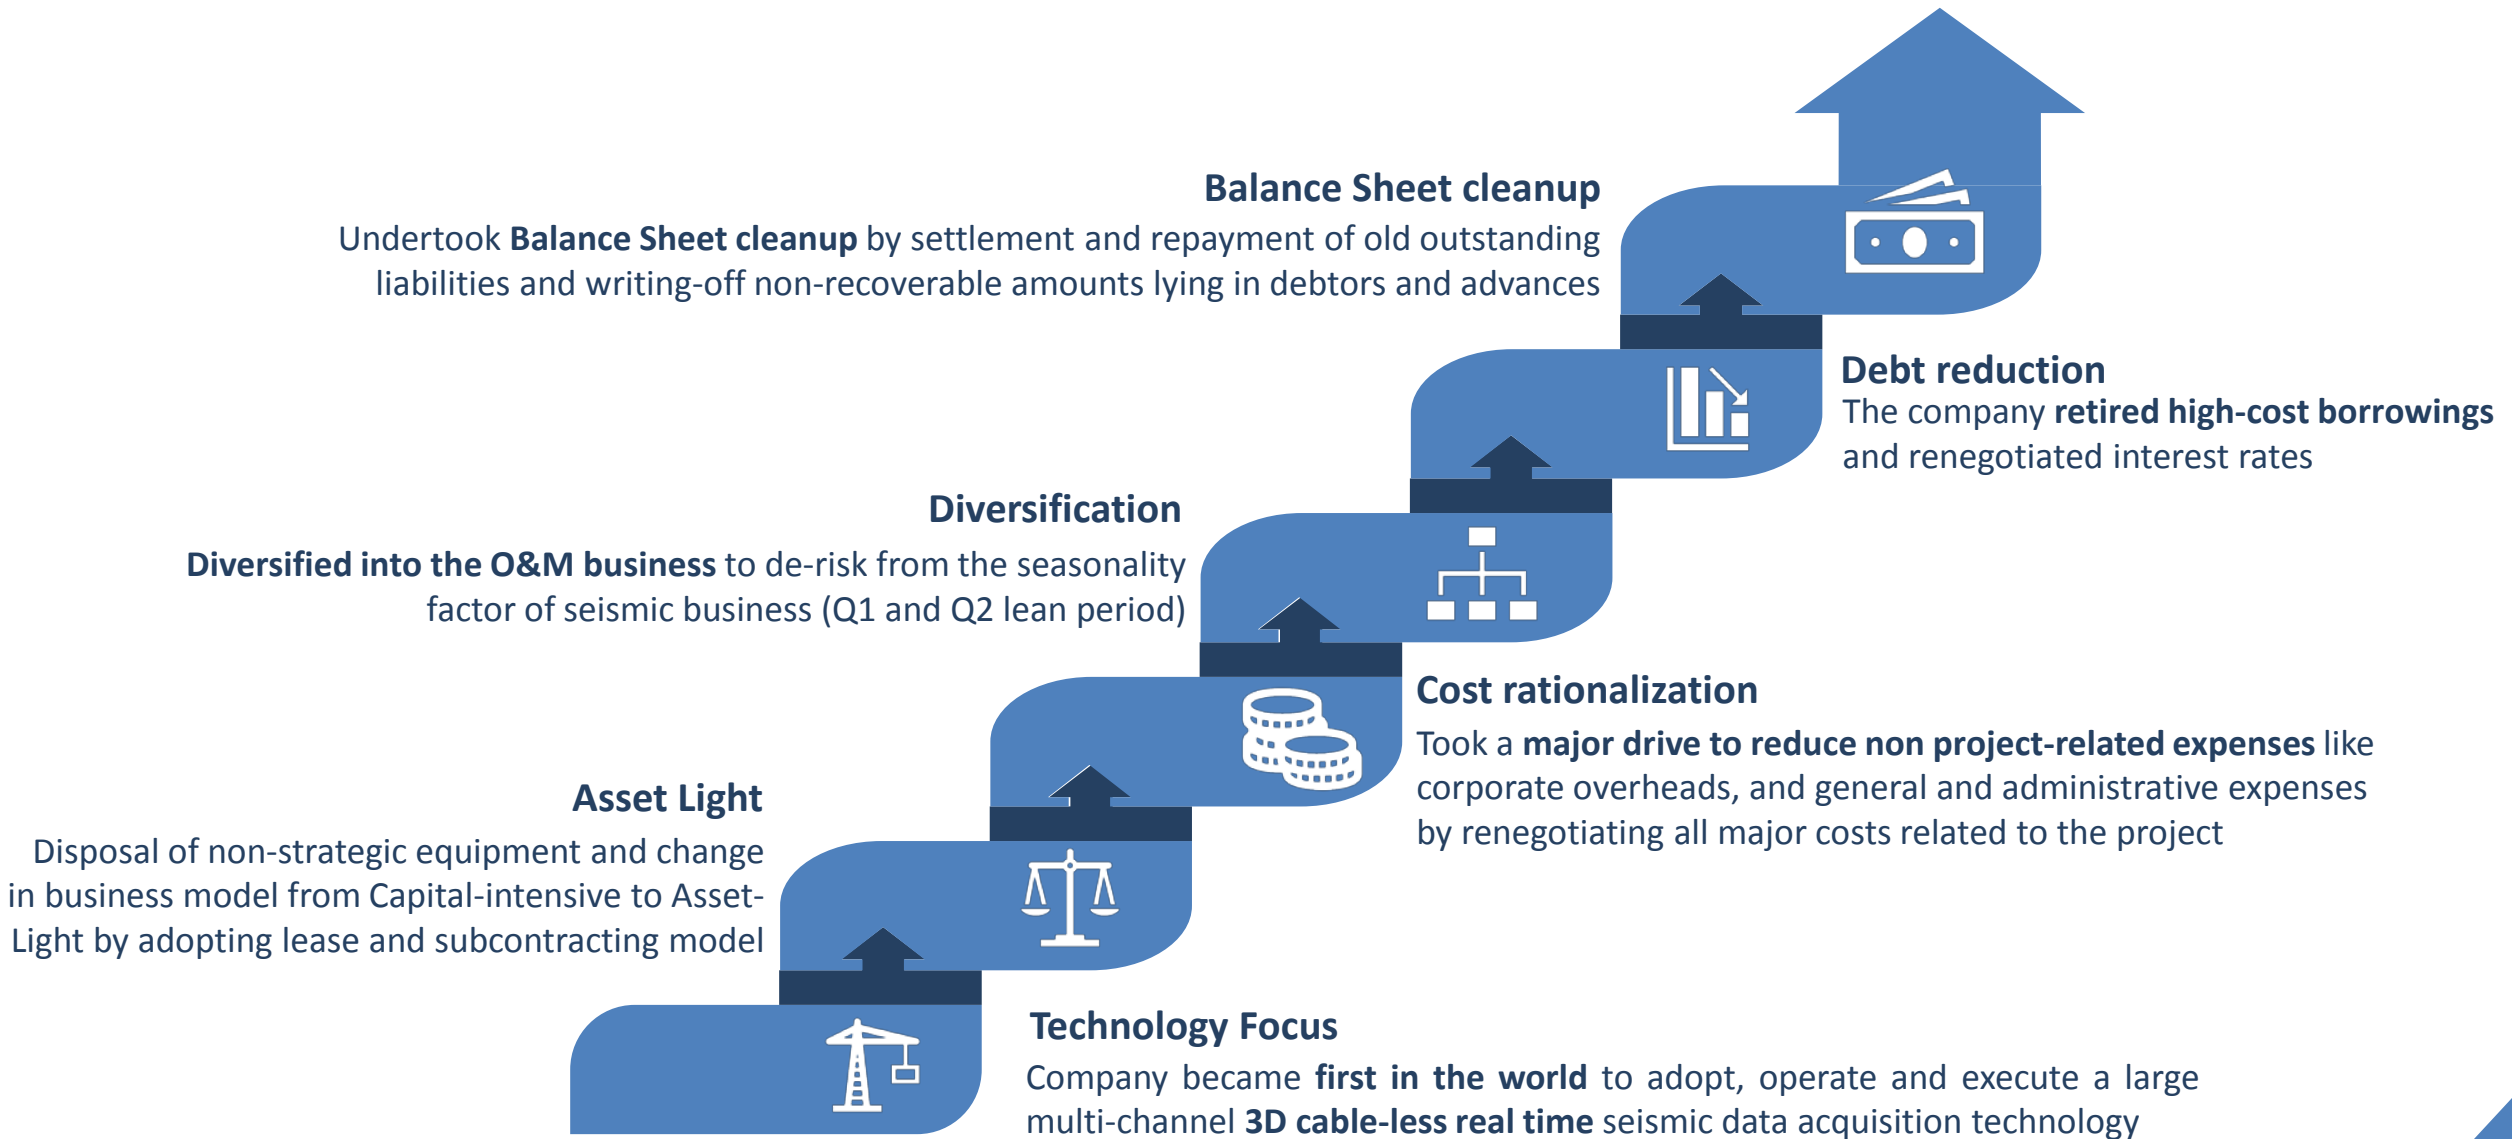 Balance Sheet cleanup
Undertook Balance Sheet cleanup by settlement and repayment of old outstanding
liabilities and writing-off non-recoverable amounts lying in debtors and advances
Debt reduction
The company retired high-cost borrowings
and renegotiated interest rates
Diversification
Diversified into the O&M business to de-risk from the seasonality
factor of seismic business (Q1 and Q2 lean period)
Cost rationalization
Took a major drive to reduce non project-related expenses like
corporate overheads, and general and administrative expenses
by renegotiating all major costs related to the project
Asset Light
Disposal of non-strategic equipment and change
in business model from Capital-intensive to Asset-
Light by adopting lease and subcontracting model
Technology Focus
Company became first in the world to adopt, operate and execute a large
multi-channel 3D cable-less real time seismic data acquisition technology